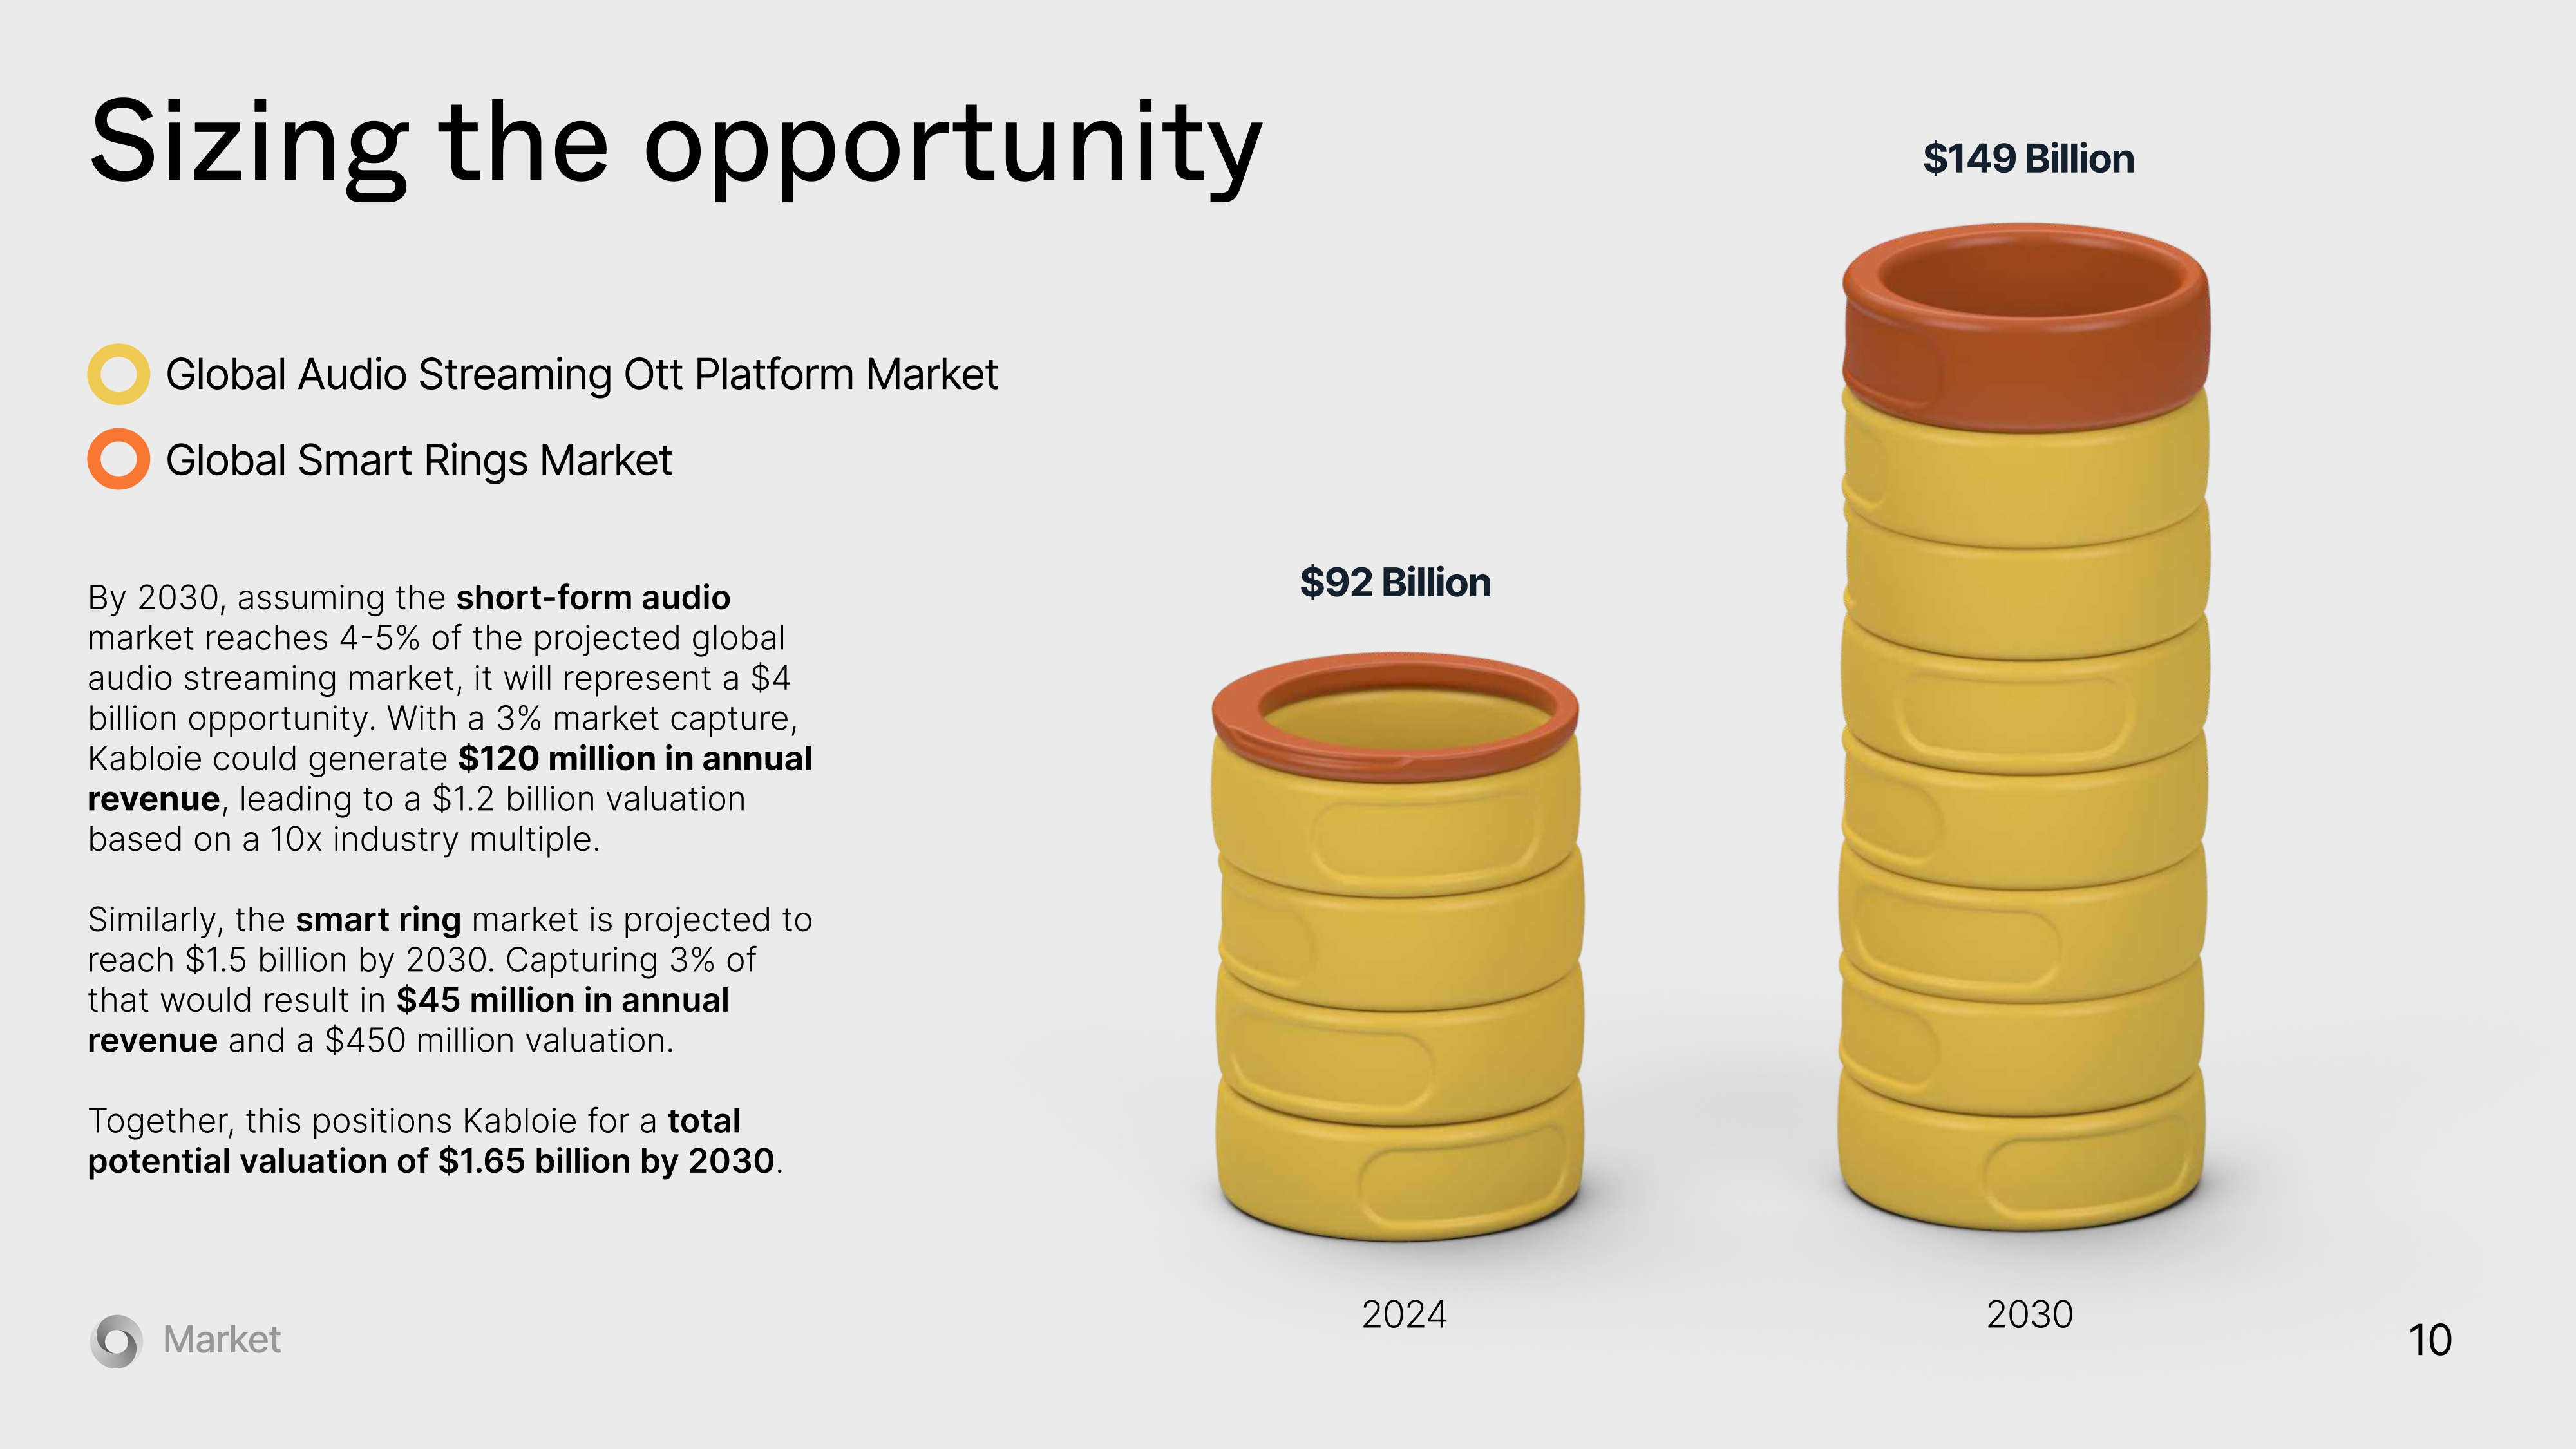 Sizing the opportunity
Global Audio Streaming Ott Platform Market
Global Smart Rings Market
By 2030, assuming the short-form audio
market reaches 4-5% of the projected global
audio streaming market, it will represent a $4
billion opportunity. With a 3% market capture,
Kabloie could generate $120 million in annual
revenue, leading to a $1.2 billion valuation
based on a 10x industry multiple.
Similarly, the smart ring market is projected to
reach $1.5 billion by 2030. Capturing 3% of
that would result in $45 million in annual
revenue and a $450 million valuation.
Together, this positions Kabloie for a total
potential valuation of $1.65 billion by 2030.
$92 Billion
2024
$149 Billion
2030
Market
10